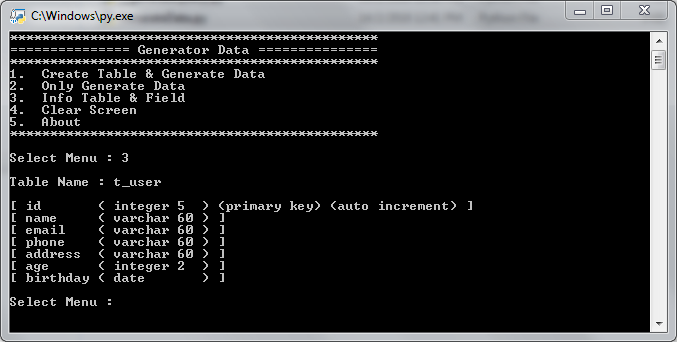 C:\Windows\py.exe
**********************************************
=============== Generator Data ===============
**********************************************
1.  Create Table & Generate Data
2.  Only Generate Data
3.  Info Table & Field
4.  Clear Screen
5.  About
**********************************************
Select Menu : 3
Table Name : t_user
[ id       ( integer 5  ) (primary key) (auto increment) ]
[ name     ( varchar 60 ) ]
[ email    ( varchar 60 ) ]
[ phone    ( varchar 60 ) ]
[ address  ( varchar 60 ) ]
[ age      ( integer 2  ) ]
[ birthday ( date       ) ]
Select Menu :